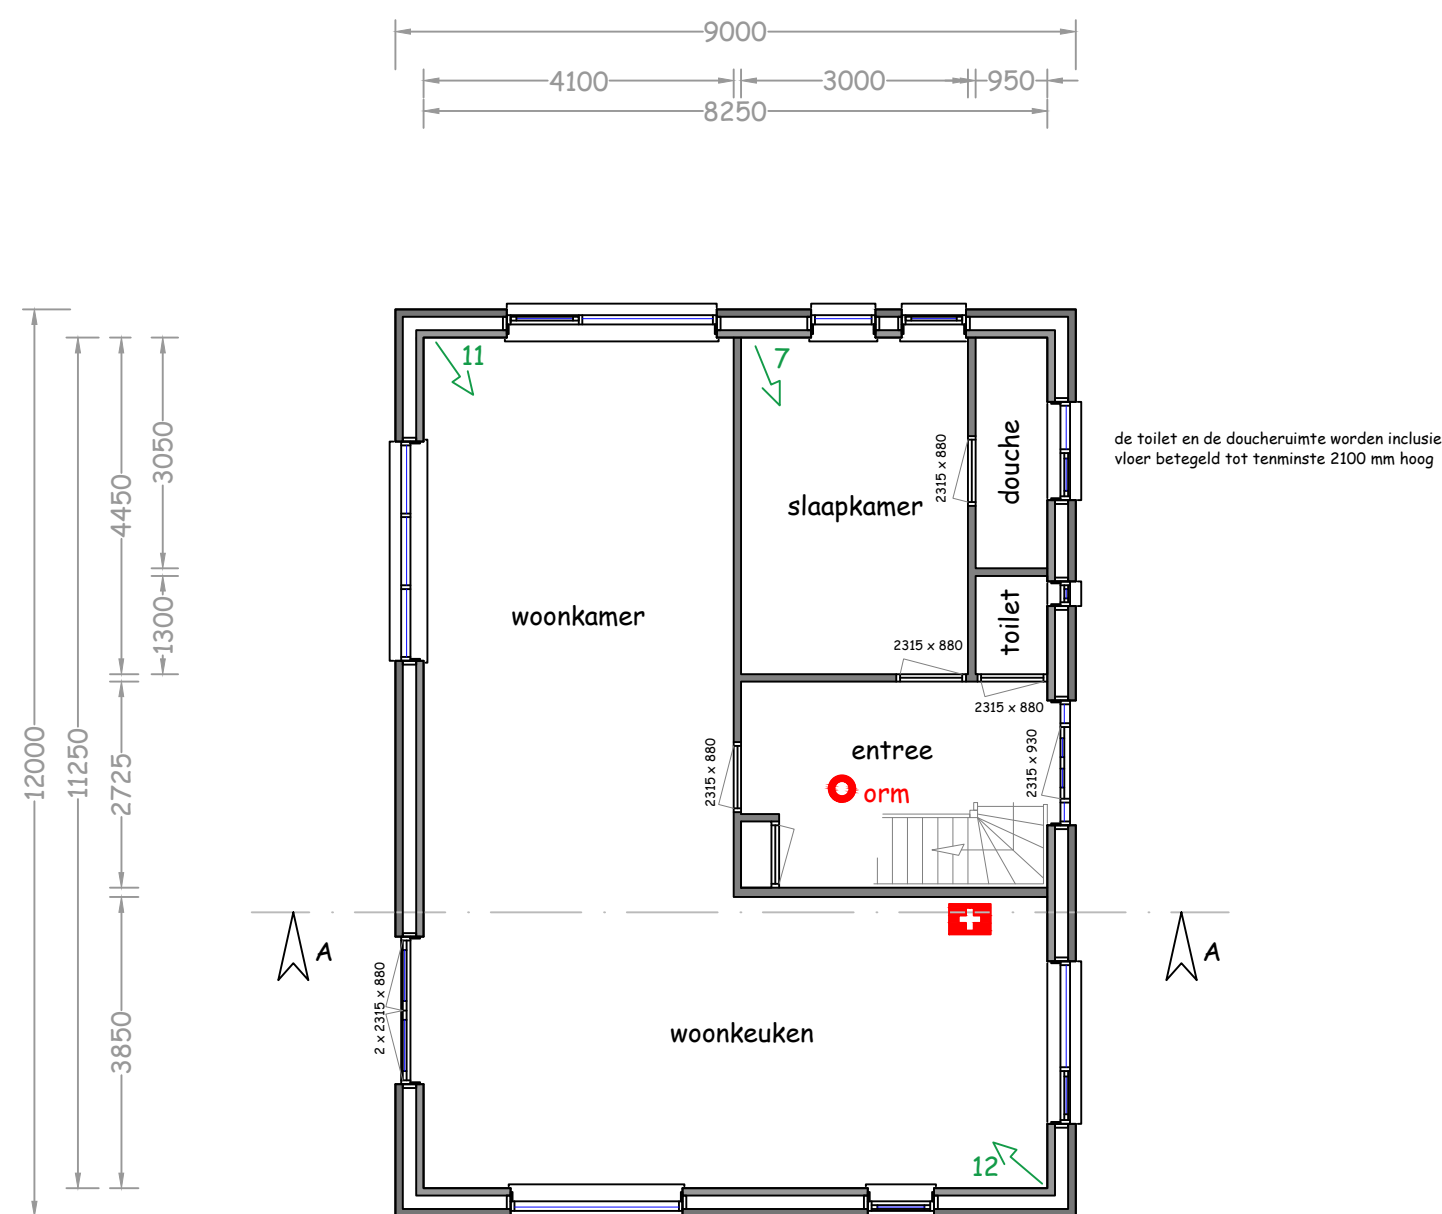 9000
4100 3000 950
8250
11 7
3050
4450
de toilet en de doucheruimte worden inclusie
vloer betegeld tot tenminste 2100 mm hoog
2315 x 880
douche
slaapkamer
1300
toilet
woonkamer
2315 x 880
2315 x 880
12000
11250
2725
2315 x 880
entree
2315 x 930
orm
A A
2 x 2315 x 880
3850
woonkeuken
12